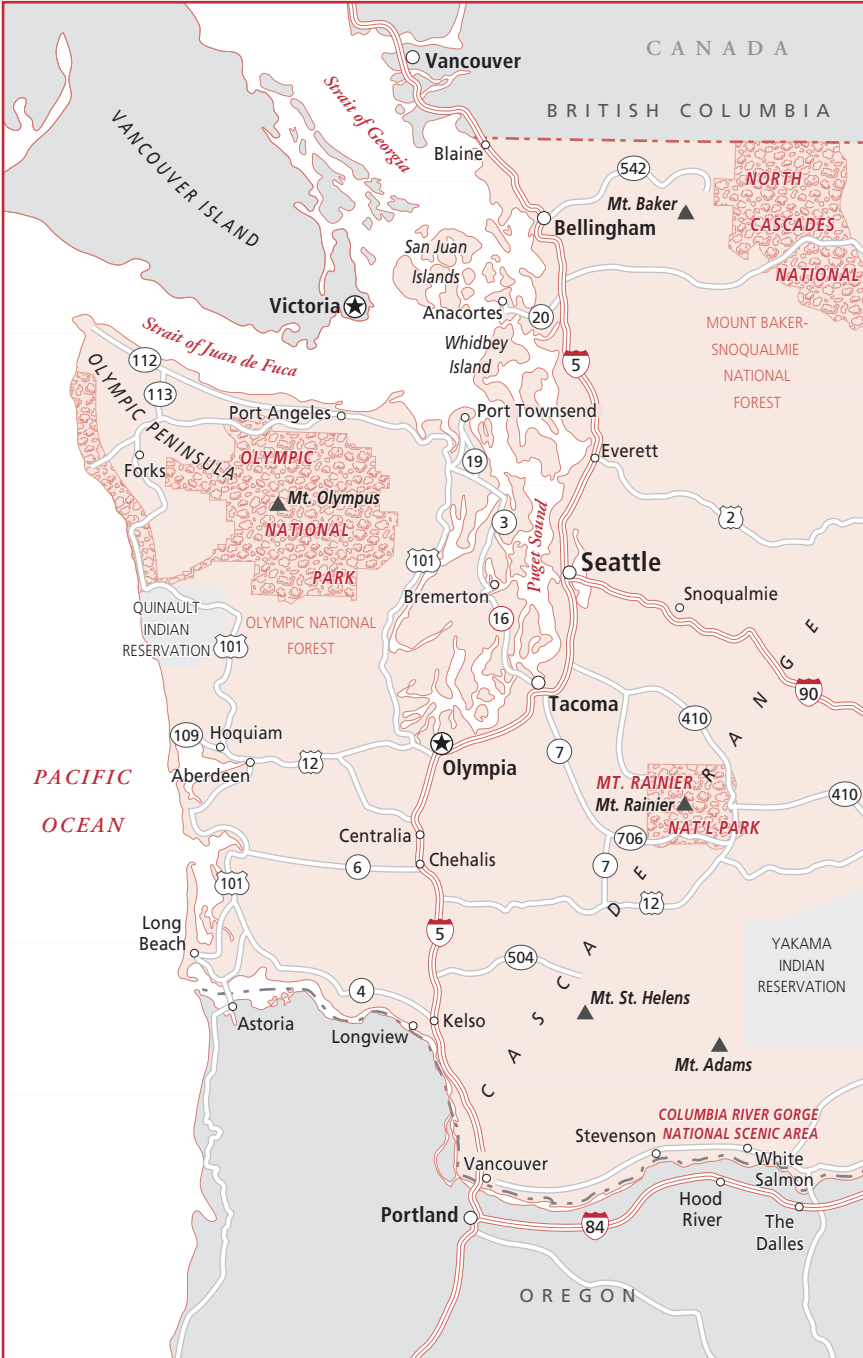 CANADA
Vancouver
BRITISH COLUMBIA
Strait of Georgia
VANCOUVER ISLAND
Blaine
542
NORTH
Mt. Baker
Bellingham
CASCADES
San Juan
Islands
NATIONAL
Victoria
Anacortes
20
Strait of Juan de Fuca
Whidbey
Island
MOUNT BAKER-
SNOQUALMIE
NATIONAL
FOREST
112
5
OLYMPIC PENINSULA
113
Port Angeles
Port Townsend
Forks
OLYMPIC
19
Everett
Mt. Olympus
NATIONAL
3
2
Puget Sound
101
Seattle
PARK
Bremerton
Snoqualmie
QUINAULT
INDIAN
RESERVATION
101
OLYMPIC NATIONAL
FOREST
16
CASCADE RANGE
90
Tacoma
410
109
Hoquiam
7
12
Olympia
Aberdeen
PACIFIC
OCEAN
MT. RAINIER
Mt. Rainier
NAT'L PARK
410
Centralia
706
Chehalis
6
7
101
12
Long
Beach
5
504
YAKAMA
INDIAN
RESERVATION
4
Mt. St. Helens
Astoria
Kelso
Longview
Mt. Adams
COLUMBIA RIVER GORGE
NATIONAL SCENIC AREA
Stevenson
White
Salmon
Vancouver
Hood
River
Portland
84
The
Dalles
OREGON